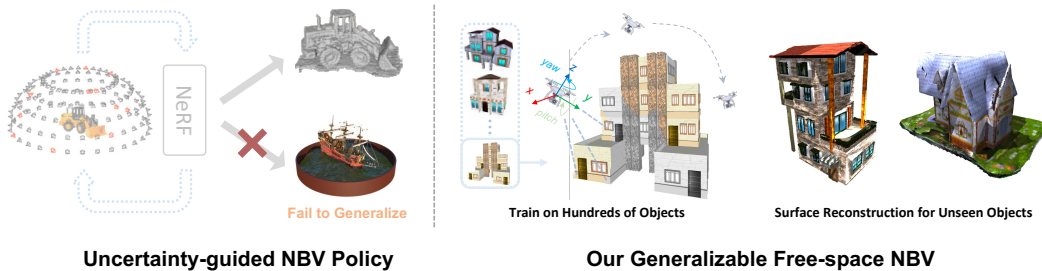 NeRF
Fail to Generalize
Uncertainty-guided NBV Policy
yaw
z
x
y
pitch
Train on Hundreds of Objects
Surface Reconstruction for Unseen Objects
Our Generalizable Free-space NBV